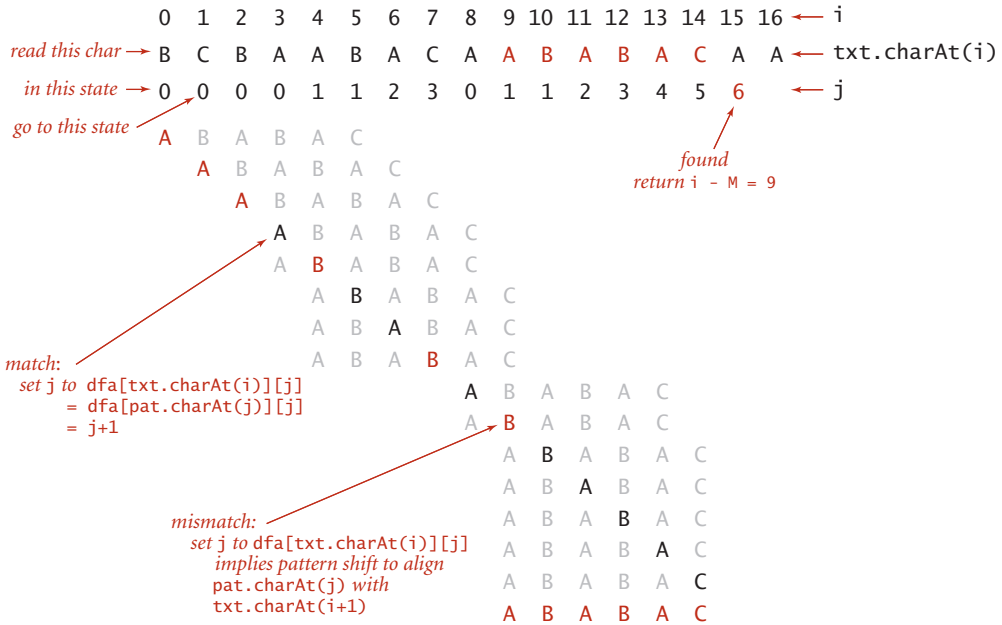 0 1 2 3 4 5 6 7 8 9 10 11 12 13 14 15 16 i
read this char B C B A A B A C A A B A B A C A A txt.charAt(i)
in this state 0 0 0 0 1 1 2 3 0 1 1 2 3 4 5 6 j
go to this state
A B A B A C
found
return i - M = 9
A B A B A C
A B A B A C
A B A B A C
A B A B A C
A B A B A C
A B A B A C
A B A B A C
match:
set j to dfa[txt.charAt(i)][j]
= dfa[pat.charAt(j)][j]
= j+1
A B A B A C
A B A B A C
A B A B A C
A B A B A C
A B A B A C
A B A B A C
A B A B A C
A B A B A C
mismatch:
set j to dfa[txt.charAt(i)][j]
implies pattern shift to align
pat.charAt(j) with
txt.charAt(i+1)